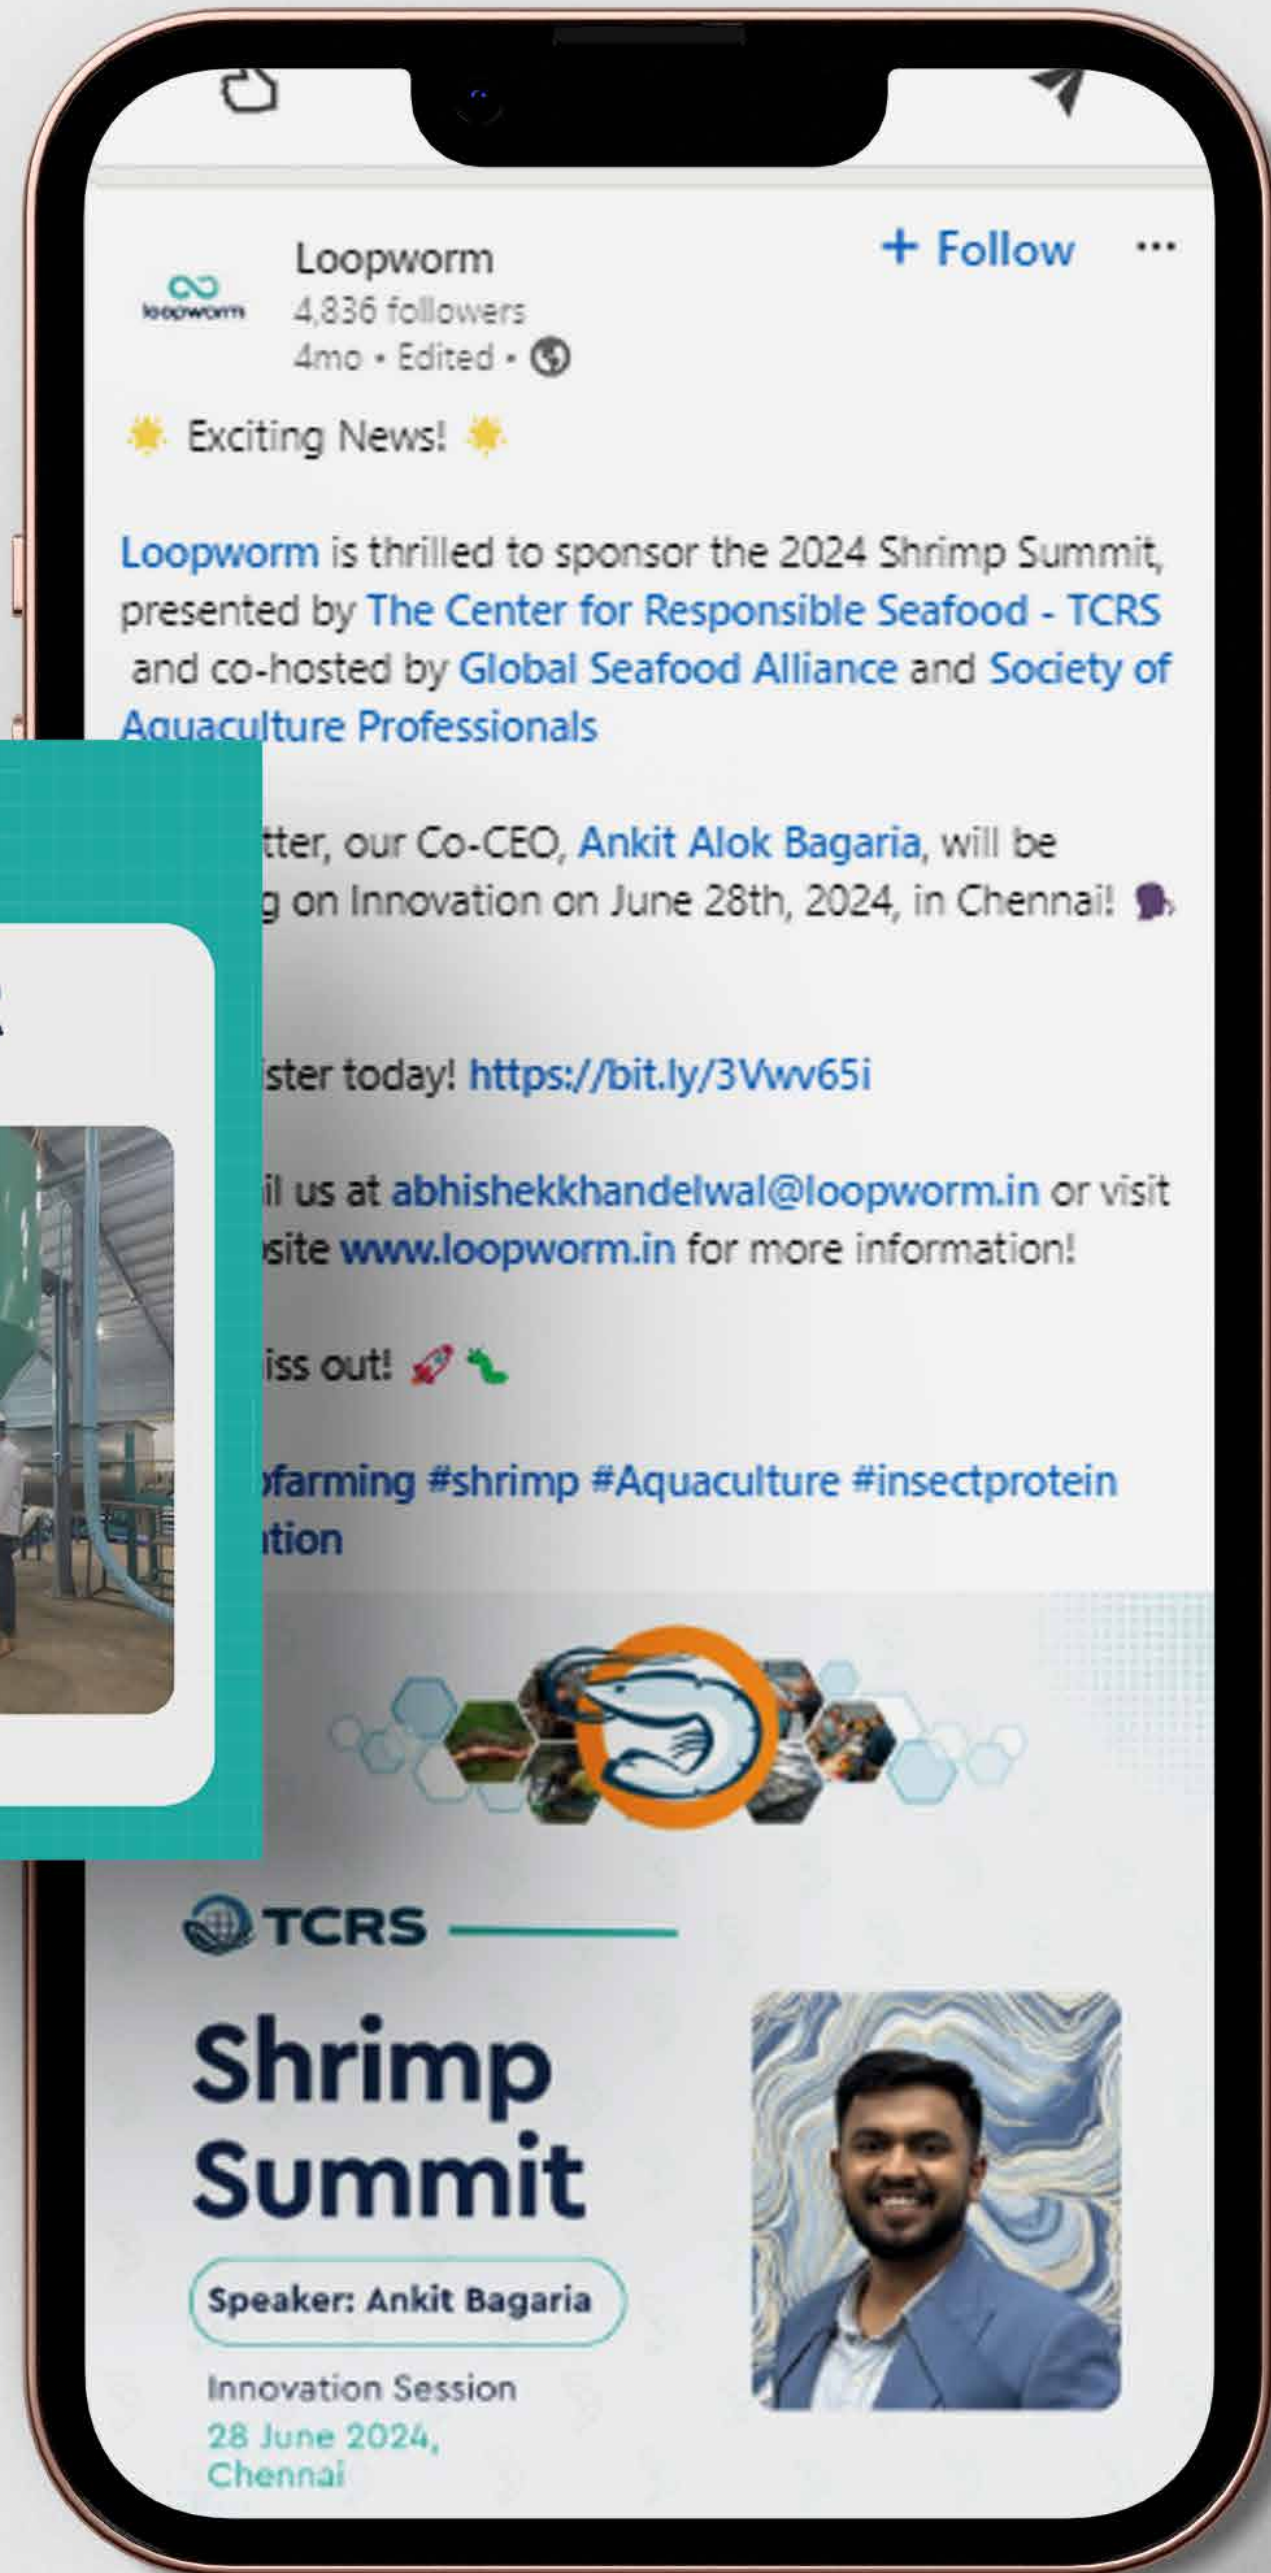 Loopworm
+ Follow ...
loopworm
4,836 followers
4mo • Edited •
Exciting News!
Loopworm is thrilled to sponsor the 2024 Shrimp Summit,
presented by The Center for Responsible Seafood - TCRS
and co-hosted by Global Seafood Alliance and Society of
Aquaculture Professionals
tter, our Co-CEO, Ankit Alok Bagaria, will be
g on Innovation on June 28th, 2024, in Chennai!
ister today! https://bit.ly/3Vwv65i
il us at abhishekkhandelwal@loopworm.in or visit
site www.loopworm.in for more information!
iss out!
farming #shrimp #Aquaculture #insectprotein
tion
TCRS
Shrimp
Summit
Speaker: Ankit Bagaria
Innovation Session
28 June 2024,
Chennai